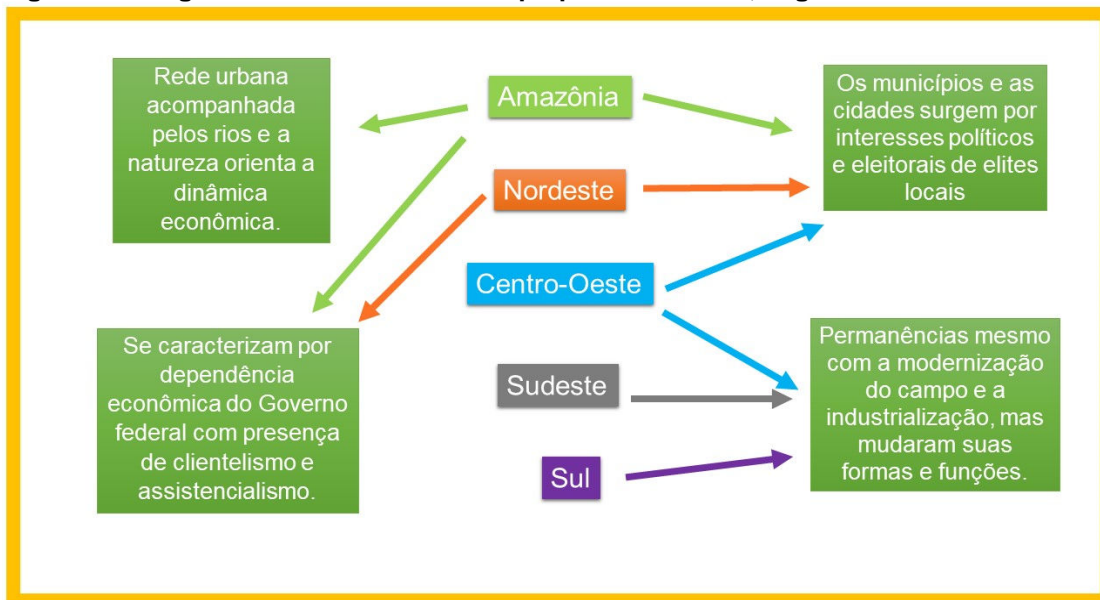 Rede urbana
acompanhada
pelos rios e a
natureza orienta a
dinâmica
econômica.
Amazônia
Os municípios e as
cidades surgem por
interesses políticos
e eleitorais de elites
locais
Nordeste
Centro-Oeste
Se caracterizam por
dependência
econômica do Governo
federal com presença
de clientelismo e
assistencialismo.
Sudeste
Sul
Permanências mesmo
com a modernização
do campo e a
industrialização, mas
mudaram suas
formas e funções.